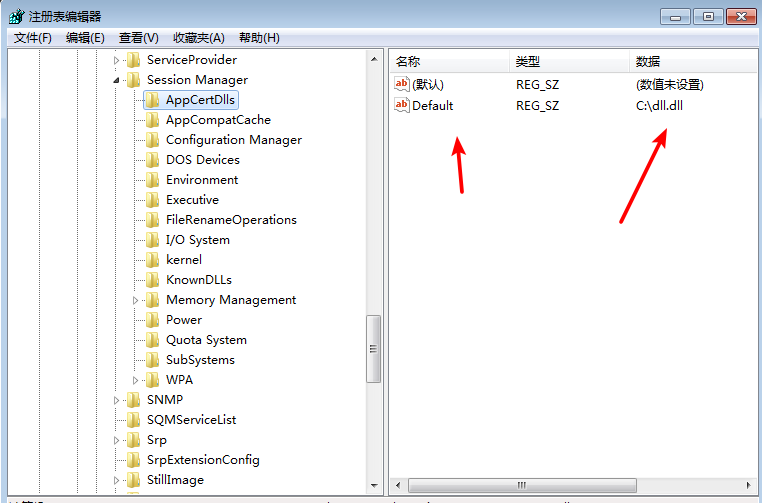 注册表编辑器
文件(F) 编辑(E) 查看(V) 收藏夹(A) 帮助(H)
ServiceProvider
Session Manager
AppCertDlls
AppCompatCache
Configuration Manager
DOS Devices
Environment
Executive
FileRenameOperations
I/O System
kernel
KnownDLLs
Memory Management
Power
Quota System
SubSystems
WPA
SNMP
SQMServiceList
Srp
SrpExtensionConfig
StillImage
名称 类型 数据
ab (默认) REG_SZ (数值未设置)
ab Default REG_SZ C:\dll.dll